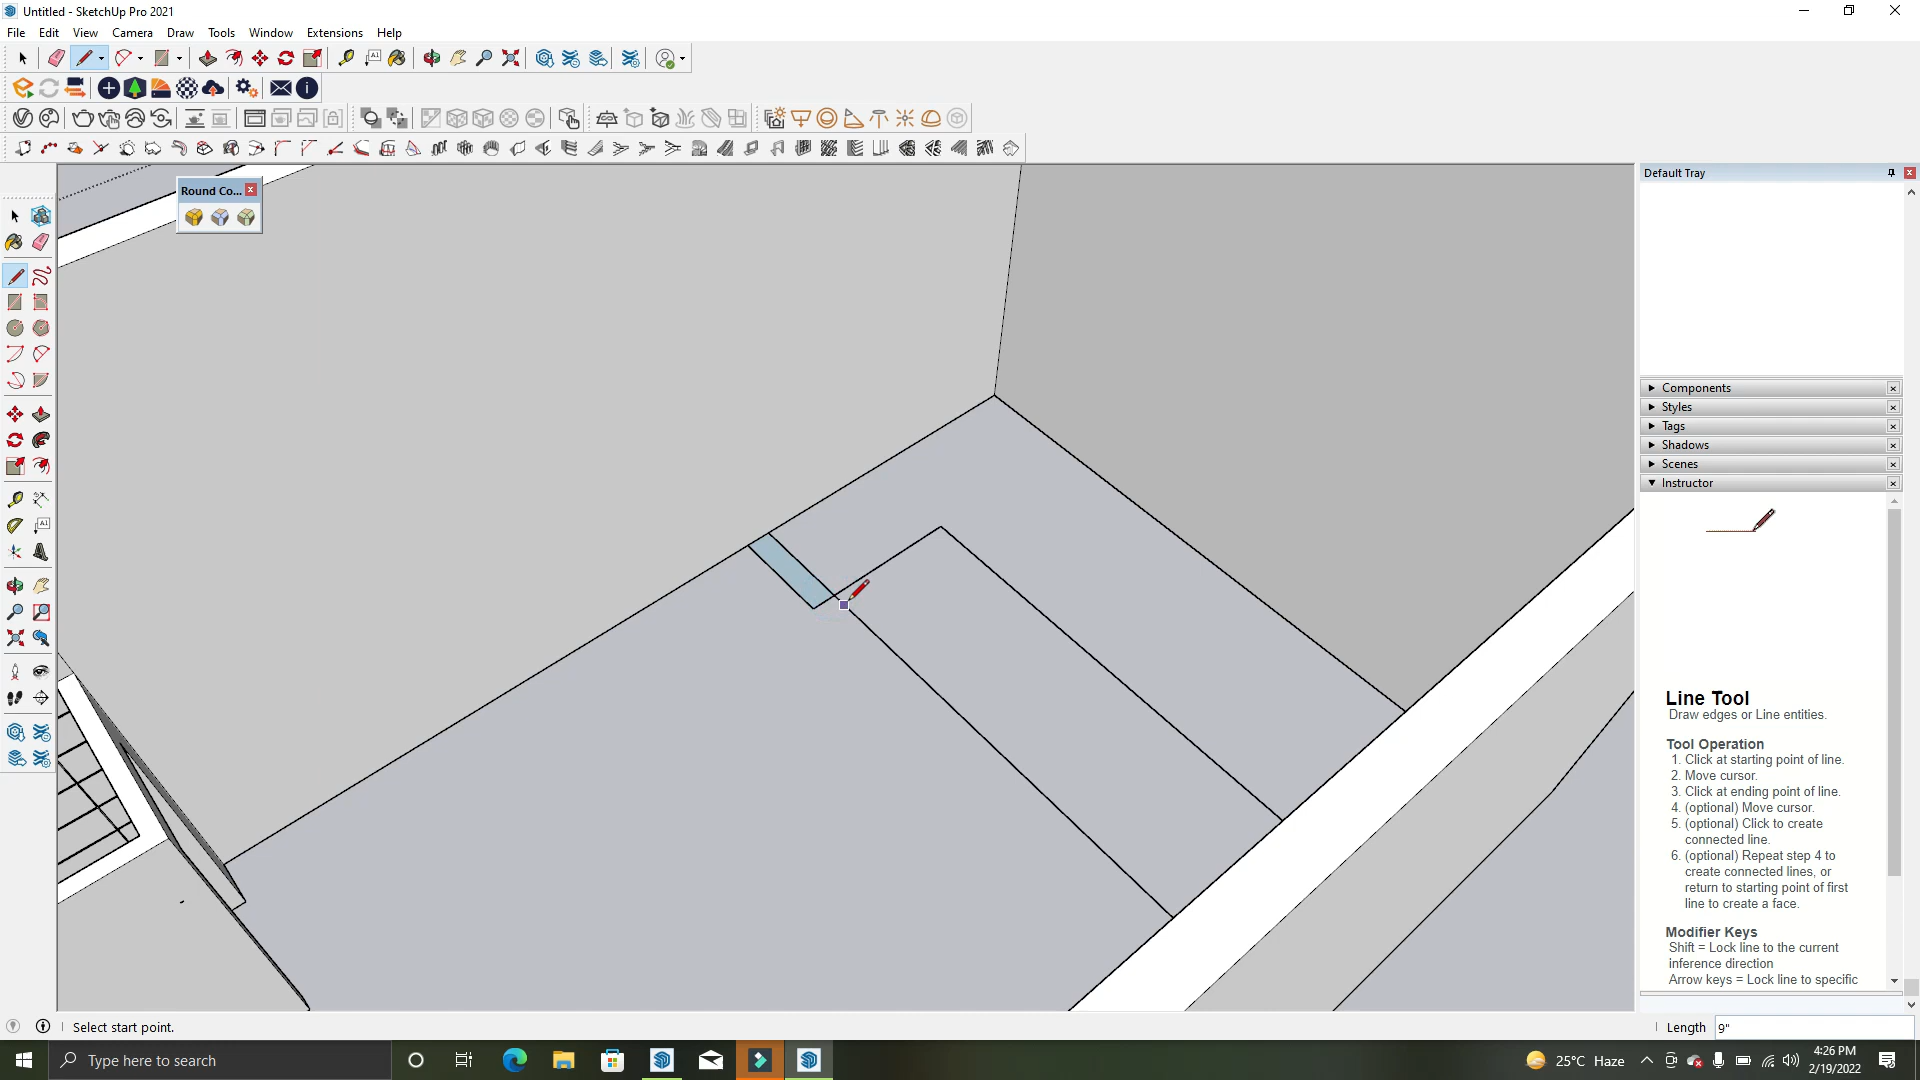 Untitled - SketchUp Pro 2021
File Edit View Camera Draw Tools Window Extensions Help
Round Co...
Default Tray
Components
Styles
Tags
Shadows
Scenes
Instructor
Line Tool
Draw edges or Line entities.
Tool Operation
1. Click at starting point of line.
2. Move cursor.
3. Click at ending point of line.
4. (optional) Move cursor.
5. (optional) Click to create
connected line.
6. (optional) Repeat step 4 to
create connected lines, or
return to starting point of first
line to create a face.
Modifier Keys
Shift = Lock line to the current
inference direction
Arrow keys = Lock line to specific
Select start point.
Length 9"
Type here to search
25°C Haze
4:26 PM
2/19/2022